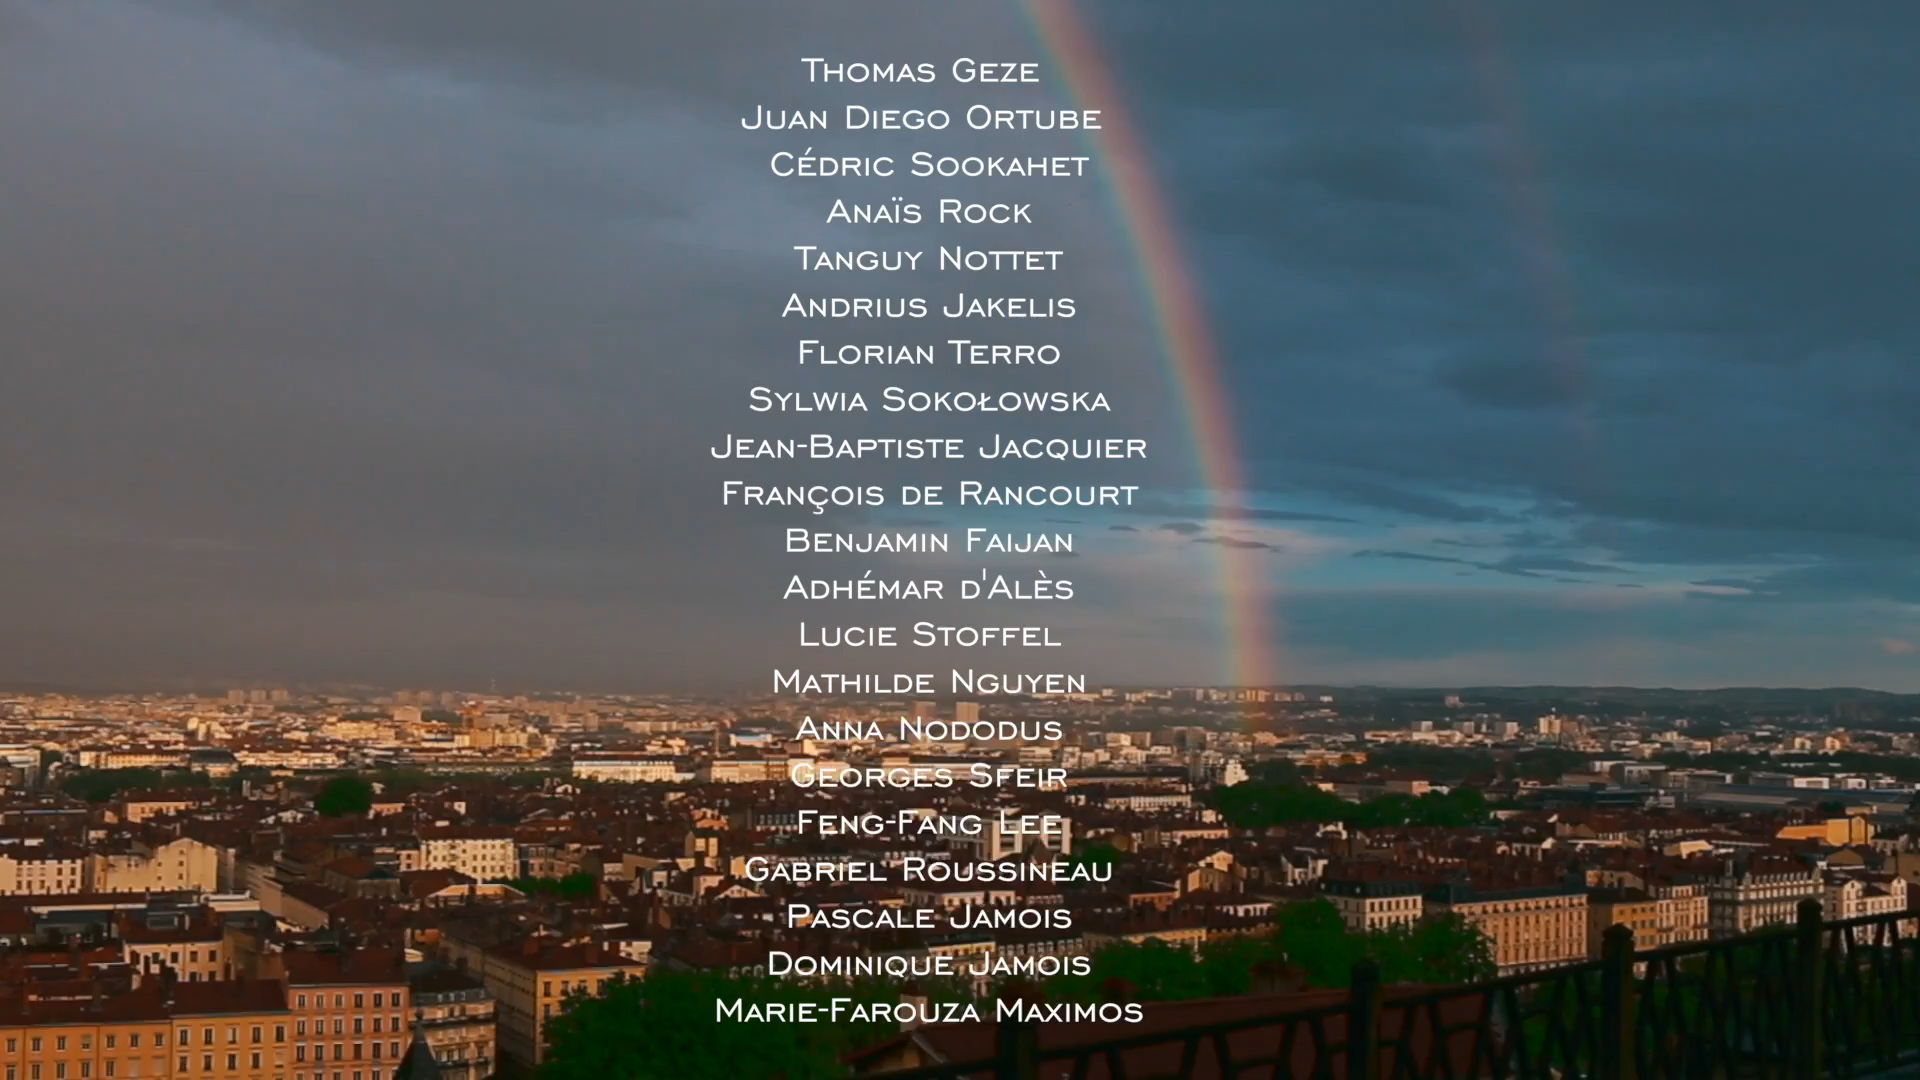 Thomas Geze
Juan Diego Ortube
Cédric Sookahet
Anaïs Rock
Tanguy Nottet
Andrius Jakelis
Florian Terro
Sylwia Sokołowska
Jean-Baptiste Jacquier
François de Rancourt
Benjamin Faijan
Adhémar d'Alès
Lucie Stoffel
Mathilde Nguyen
Anna Nododus
Georges Sfeir
Feng-Fang Lee
Gabriel Roussineau
Pascale Jamois
Dominique Jamois
Marie-Farouza Maximos